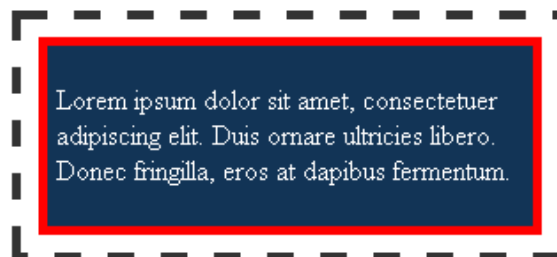 Lorem ipsum dolor sit amet, consectetuer
adipiscing elit. Duis ornare ultricies libero.
Donec fringilla, eros at dapibus fermentum.